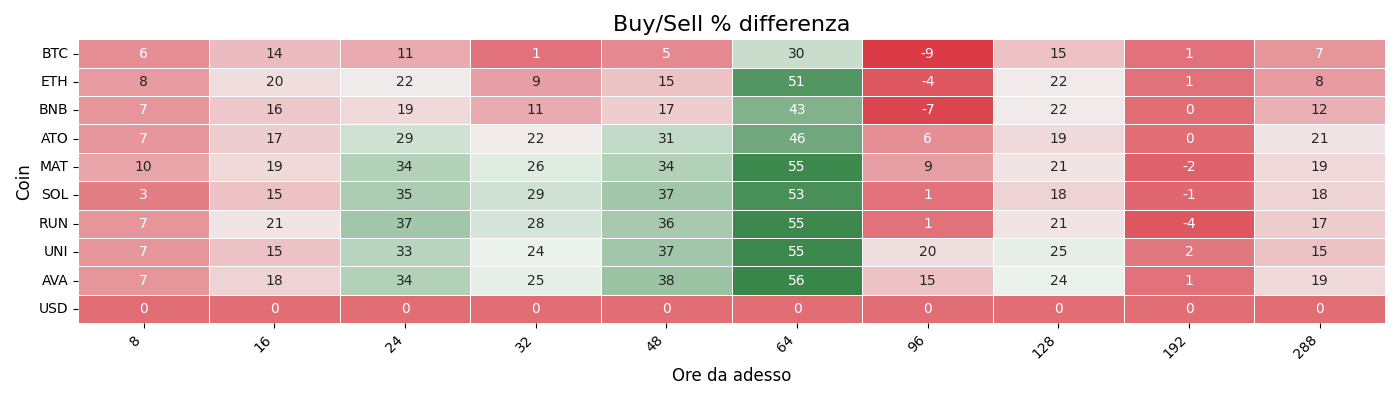 Buy/Sell % differenza
Coin
BTC 6 14 11 1 5 30 -9 15 1 7
ETH 8 20 22 9 15 51 -4 22 1 8
BNB 7 16 19 11 17 43 -7 22 0 12
ATO 7 17 29 22 31 46 6 19 0 21
MAT 10 19 34 26 34 55 9 21 -2 19
SOL 3 15 35 29 37 53 1 18 -1 18
RUN 7 21 37 28 36 55 1 21 -4 17
UNI 7 15 33 24 37 55 20 25 2 15
AVA 7 18 34 25 38 56 15 24 1 19
USD 0 0 0 0 0 0 0 0 0 0
8 16 24 32 48 64 96 128 192 288
Ore da adesso